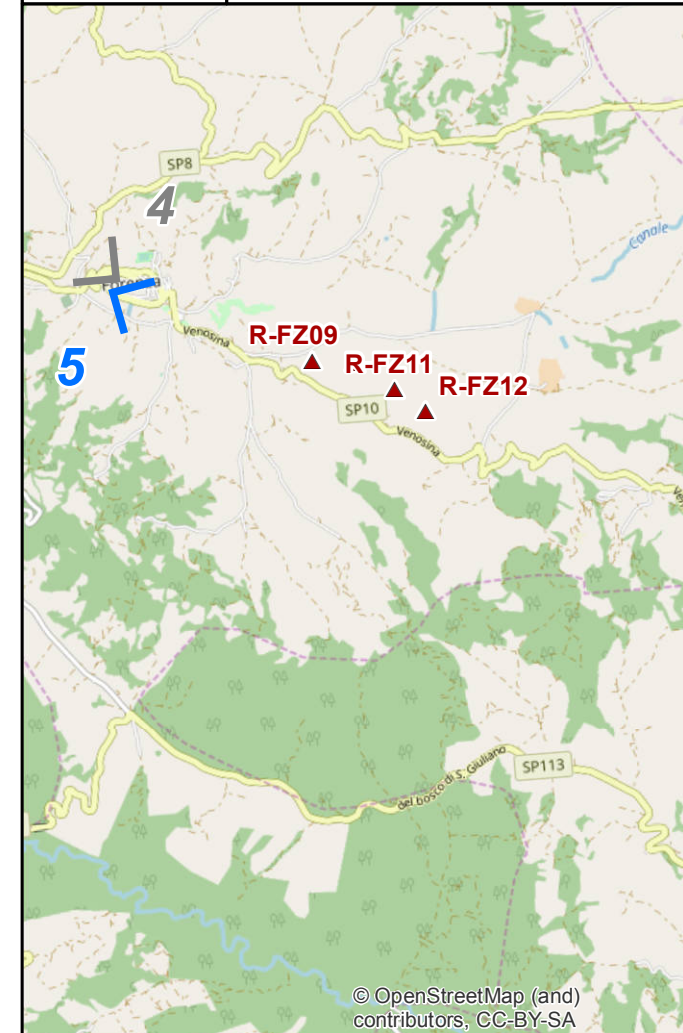 SP8
4
Canale
Forenza
5
Venosina
R-FZ09
R-FZ11
R-FZ12
SP10
Venosina
SP113
del bosco di S. Giuliano
© OpenStreetMap (and)
contributors, CC-BY-SA